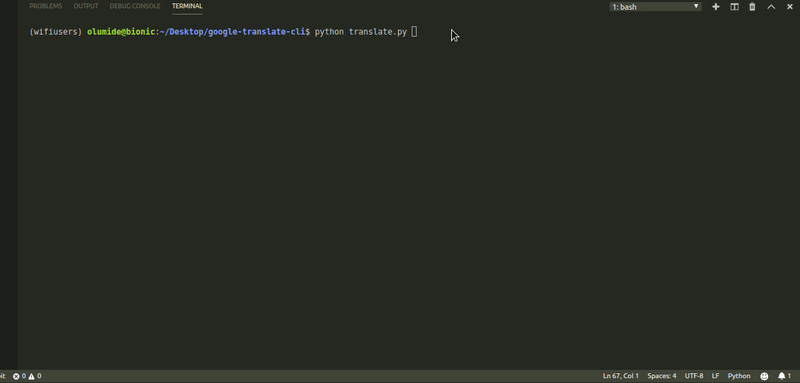 PROBLEMS OUTPUT DEBUG CONSOLE TERMINAL 1: bash
(wifiusers) olumide@bionic:~/Desktop/google-translate-cli$ python translate.py
it 0 0 Ln 67, Col 1 Spaces: 4 UTF-8 LF Python 1